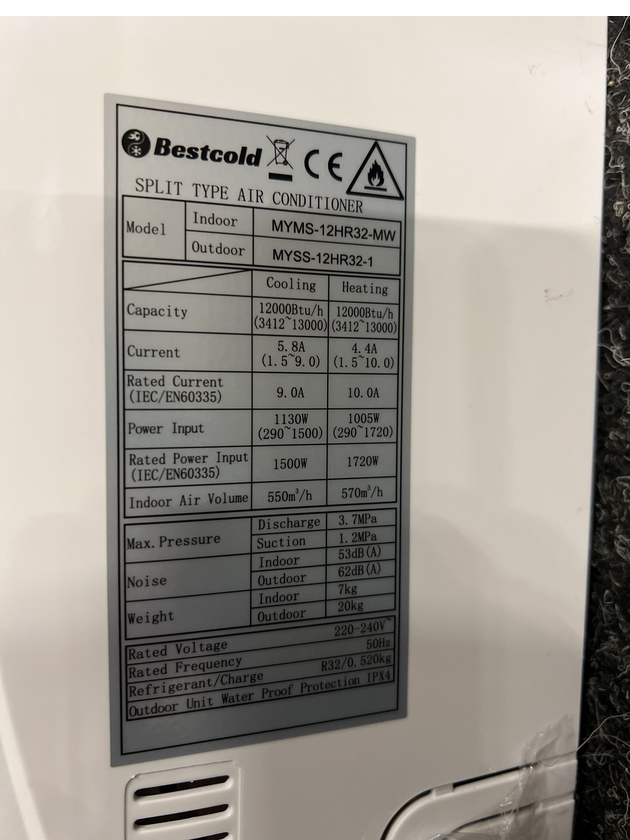 Bestcold CE
SPLIT TYPE AIR CONDITIONER
Model Indoor MYMS-12HR32-MW
Outdoor MYSS-12HR32-1
Cooling Heating
Capacity 12000Btu/h (3412~13000) 12000Btu/h (3412~13000)
Current 5.8A (1.5~9.0) 4.4A (1.5~10.0)
Rated Current (IEC/EN60335) 9.0A 10.0A
Power Input 1130W (290~1500) 1005W (290~1720)
Rated Power Input (IEC/EN60335) 1500W 1720W
Indoor Air Volume 550m³/h 570m³/h
Max.Pressure Discharge 3.7MPa
Suction 1.2MPa
Noise Indoor 53dB(A)
Outdoor 62dB(A)
Weight Indoor 7kg
Outdoor 20kg
Rated Voltage 220-240V~
Rated Frequency 50Hz
Refrigerant/Charge R32/0.520kg
Outdoor Unit Water Proof Protection IPX4